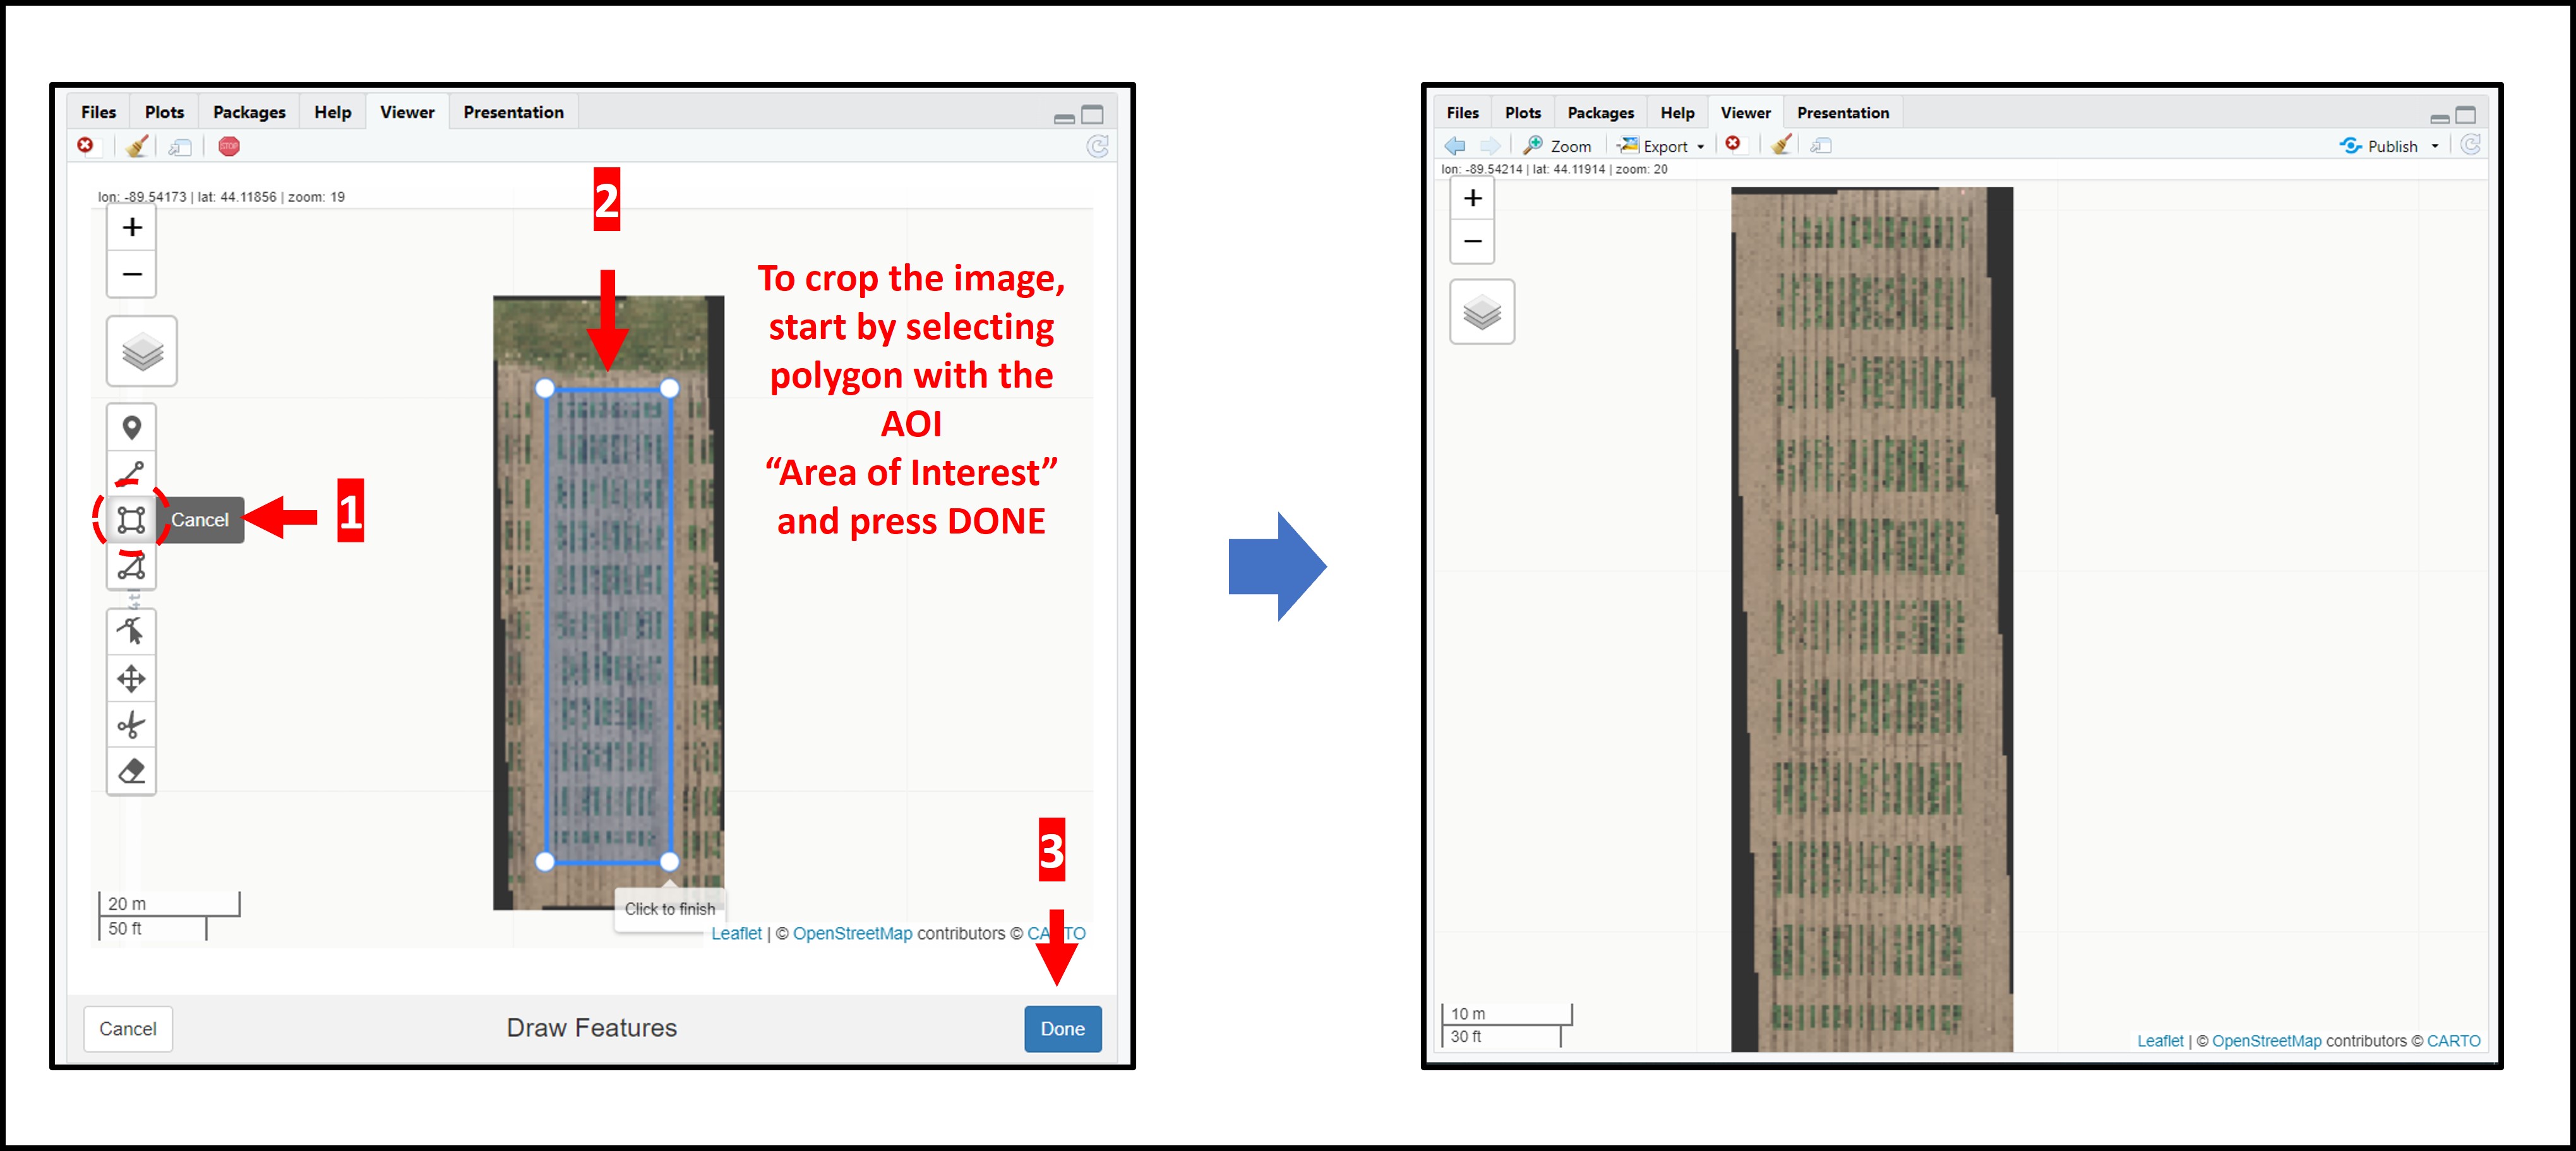 Files Plots Packages Help Viewer Presentation
STOP
lon: -89.54173 | lat: 44.11856 | zoom: 19
+
−
2
To crop the image,
start by selecting
polygon with the
AOI
“Area of Interest”
and press DONE
Cancel
1
3
20 m
50 ft
Click to finish
Leaflet | © OpenStreetMap contributors © CARTO
Cancel
Draw Features
Done
Files Plots Packages Help Viewer Presentation
Zoom Export Publish
lon: -89.54214 | lat: 44.11914 | zoom: 20
+
−
10 m
30 ft
Leaflet | © OpenStreetMap contributors © CARTO